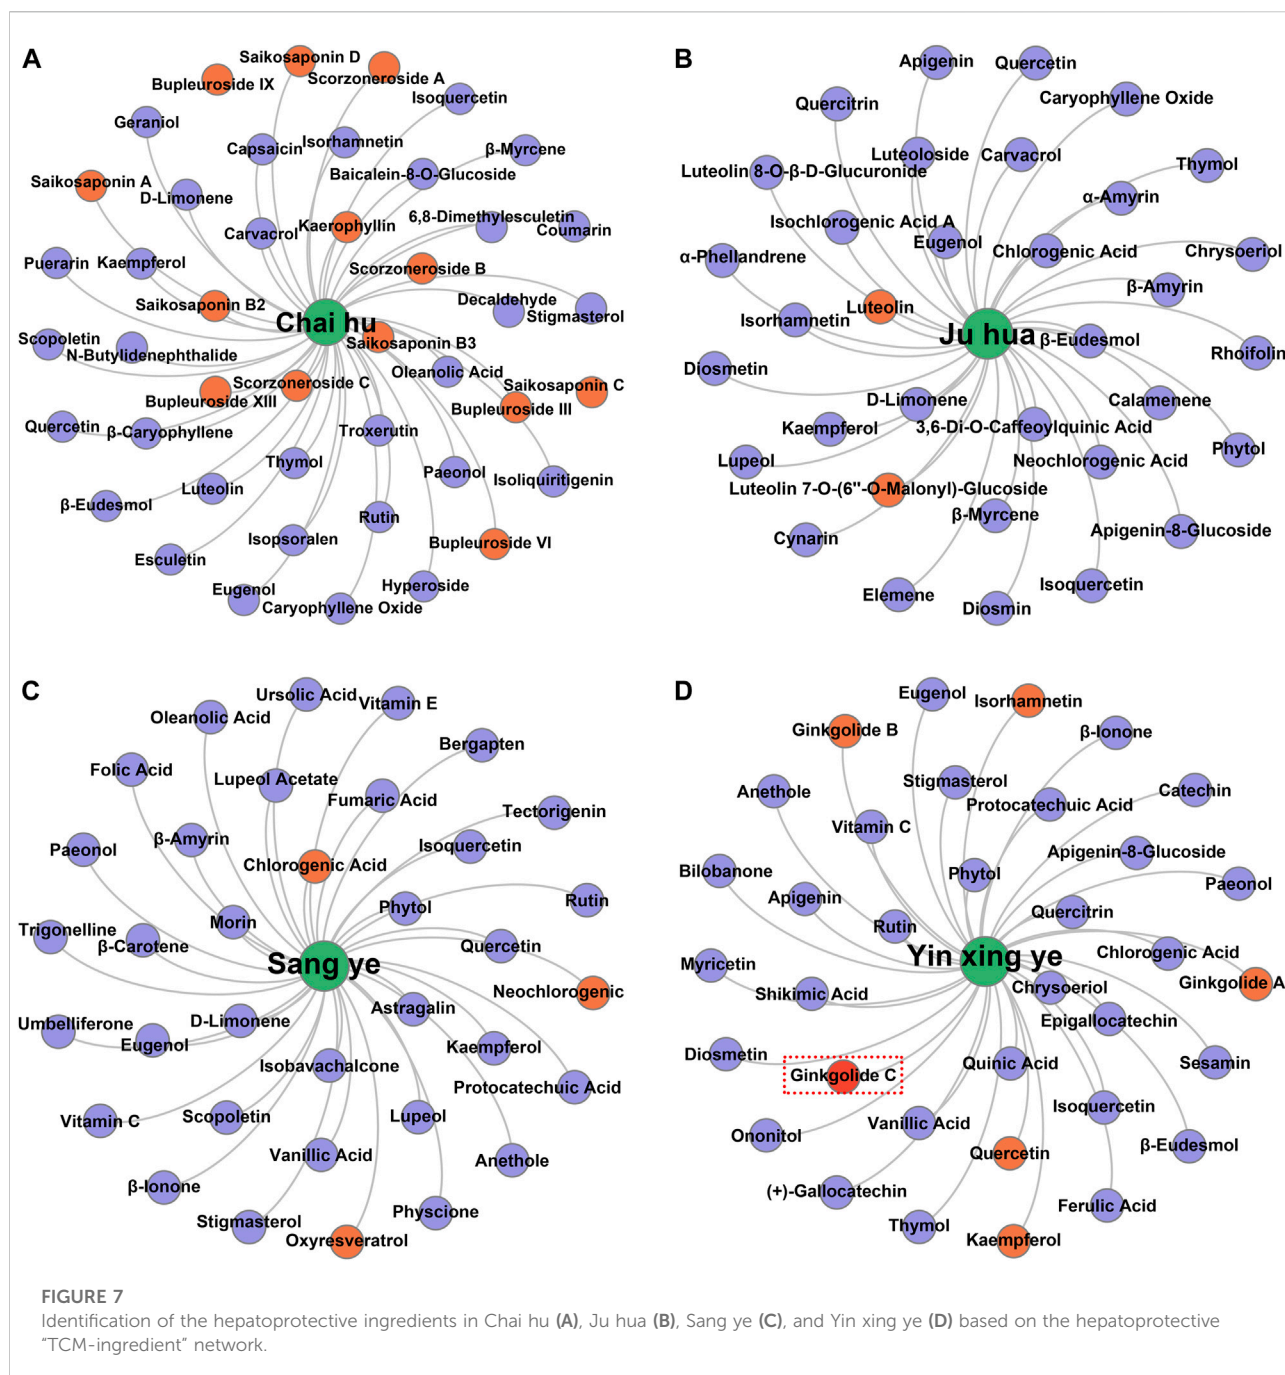 A
Saikosaponin D
Bupleuroside IX
Scorzoneroside A
Isoquercetin
Geraniol
Capsaicin
Isorhamnetin
β-Myrcene
Baicalein-8-O-Glucoside
Saikosaponin A
D-Limonene
6,8-Dimethylesculetin
Coumarin
Carvacrol
Kaerophyllin
Puerarin
Kaempferol
Scorzoneroside B
Saikosaponin B2
Decaldehyde
Stigmasterol
Chai hu
Scopoletin
N-Butylidenephthalide
Saikosaponin B3
Oleanolic Acid
Scorzoneroside C
Saikosaponin C
Bupleuroside XIII
Bupleuroside III
Quercetin
β-Caryophyllene
Troxerutin
Thymol
Paeonol
Isoliquiritigenin
Luteolin
β-Eudesmol
Rutin
Isopsoralen
Bupleuroside VI
Esculetin
Eugenol
Hyperoside
Caryophyllene Oxide
B
Apigenin
Quercetin
Quercitrin
Caryophyllene Oxide
Luteoloside
Carvacrol
Thymol
Luteolin 8-O-β-D-Glucuronide
α-Amyrin
Isochlorogenic Acid A
Eugenol
Chlorogenic Acid
Chrysoeriol
α-Phellandrene
β-Amyrin
Luteolin
Isorhamnetin
Ju hua
β-Eudesmol
Rhoifolin
Diosmetin
D-Limonene
Calamenene
Kaempferol
3,6-Di-O-Caffeoylquinic Acid
Phytol
Lupeol
Neochlorogenic Acid
Luteolin 7-O-(6"-O-Malonyl)-Glucoside
β-Myrcene
Apigenin-8-Glucoside
Cynarin
Isoquercetin
Elemene
Diosmin
C
Ursolic Acid
Vitamin E
Oleanolic Acid
Bergapten
Folic Acid
Lupeol Acetate
Fumaric Acid
Tectorigenin
β-Amyrin
Paeonol
Isoquercetin
Chlorogenic Acid
Rutin
Phytol
Morin
Trigonelline
β-Carotene
Quercetin
Sang ye
Neochlorogenic
Astragalin
D-Limonene
Umbelliferone
Eugenol
Kaempferol
Isobavachalcone
Protocatechuic Acid
Vitamin C
Scopoletin
Lupeol
Vanillic Acid
Anethole
β-Ionone
Physcione
Stigmasterol
Oxyresveratrol
D
Eugenol
Isorhamnetin
Ginkgolide B
β-Ionone
Stigmasterol
Anethole
Catechin
Protocatechuic Acid
Vitamin C
Apigenin-8-Glucoside
Bilobanone
Phytol
Paeonol
Apigenin
Quercitrin
Rutin
Chlorogenic Acid
Yin xing ye
Myricetin
Ginkgolide A
Shikimic Acid
Chrysoeriol
Epigallocatechin
Diosmetin
Quinic Acid
Sesamin
Ginkgolide C
Isoquercetin
Vanillic Acid
Ononitol
β-Eudesmol
Quercetin
(+)-Gallocatechin
Ferulic Acid
Thymol
Kaempferol
FIGURE 7
Identification of the hepatoprotective ingredients in Chai hu (A), Ju hua (B), Sang ye (C), and Yin xing ye (D) based on the hepatoprotective
“TCM-ingredient” network.